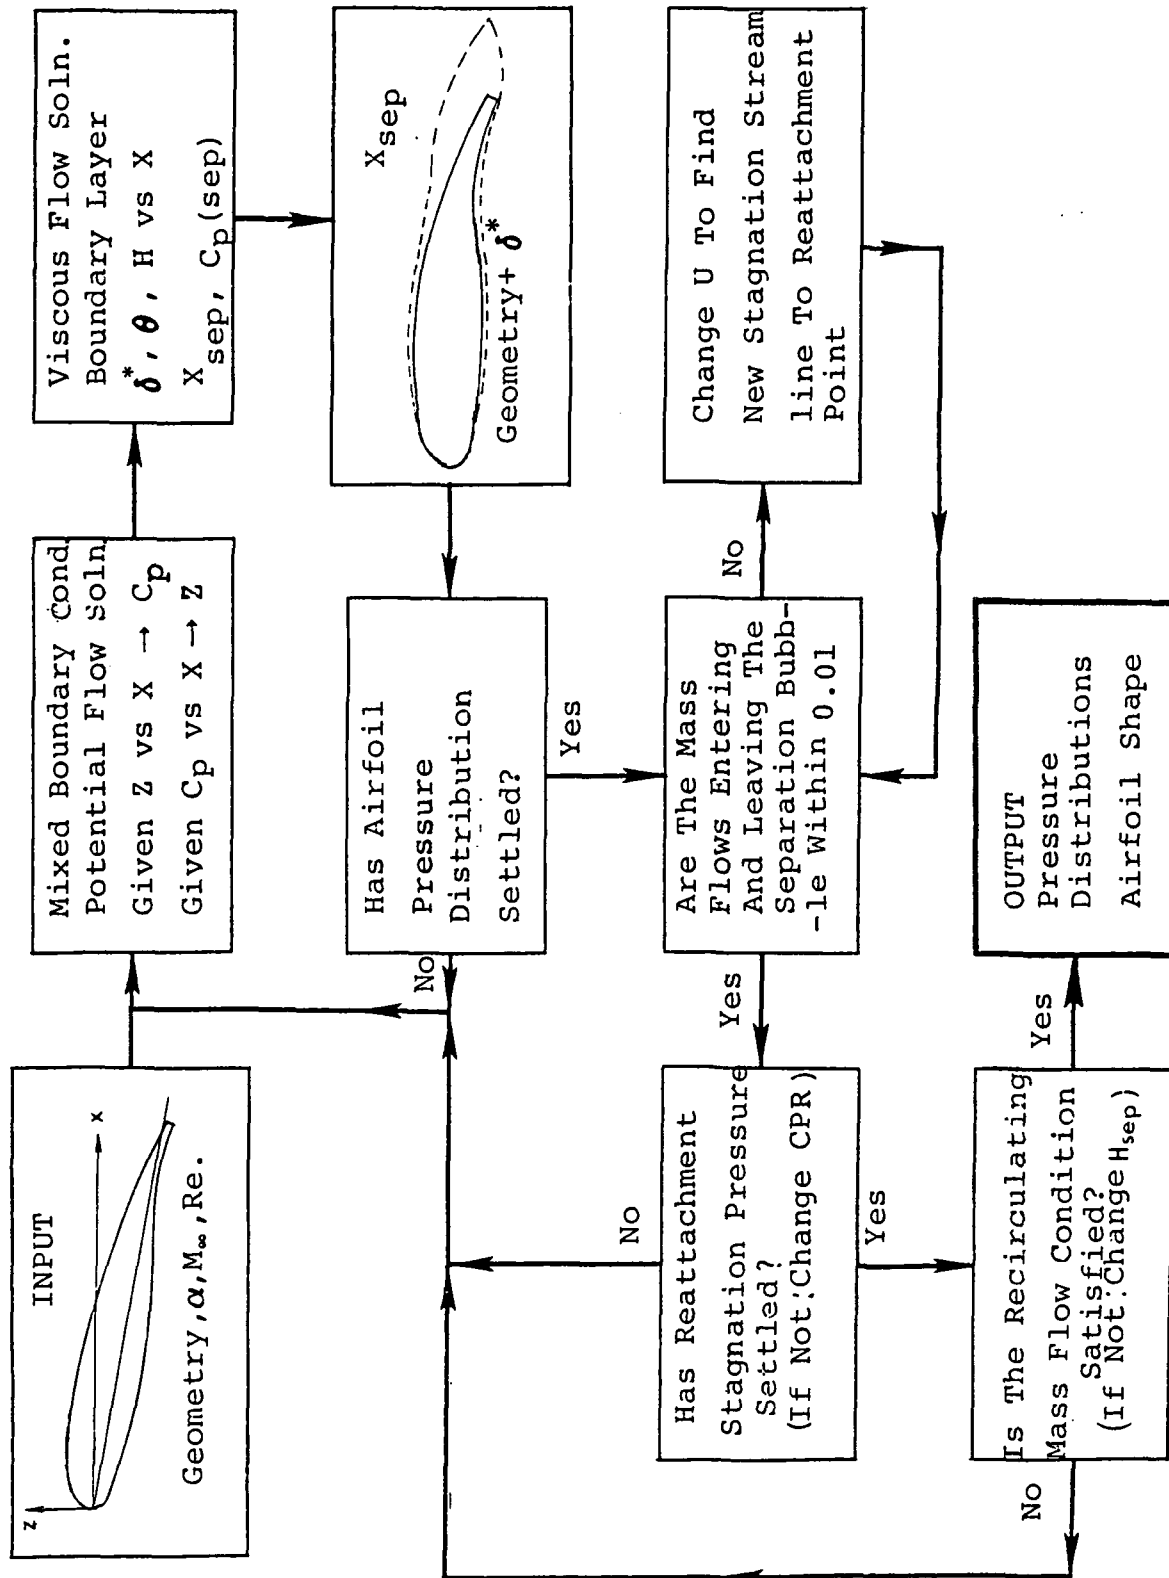 INPUT
z
x
Geometry, α, M∞, Re.
Mixed Boundary Cond.
Potential Flow Soln.
Given Z vs X → Cp
Given Cp vs X → Z
Viscous Flow Soln.
Boundary Layer
δ*, θ, H vs X
Xsep, Cp(sep)
Xsep
Geometry+ δ*
Has Airfoil
Pressure
Distribution
Settled?
No
Yes
Are The Mass
Flows Entering
And Leaving The
Separation Bubb-
-le Within 0.01
No
Yes
Change U To Find
New Stagnation Stream
line To Reattachment
Point
Has Reattachment
Stagnation Pressure
Settled?
(If Not:Change CPR)
No
Yes
Is The Recirculating
Mass Flow Condition
Satisfied?
(If Not:Change Hsep)
No
Yes
OUTPUT
Pressure
Distributions
Airfoil Shape